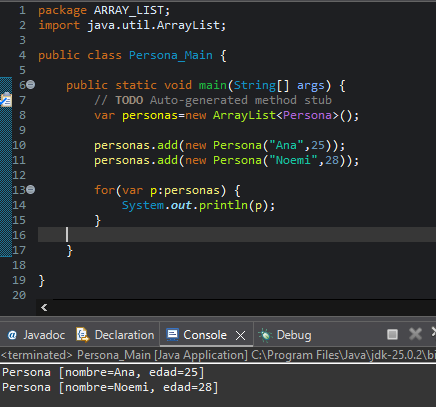 1 package ARRAY_LIST;
2 import java.util.ArrayList;
3
4 public class Persona_Main {
5
6 public static void main(String[] args) {
7 // TODO Auto-generated method stub
8 var personas=new ArrayList<Persona>();
9
10 personas.add(new Persona("Ana",25));
11 personas.add(new Persona("Noemi",28));
12
13 for(var p:personas) {
14 System.out.println(p);
15 }
16
17 }
18
19 }
20
@ Javadoc Declaration Console Debug
<terminated> Persona_Main [Java Application] C:\Program Files\Java\jdk-25.0.2\bi
Persona [nombre=Ana, edad=25]
Persona [nombre=Noemi, edad=28]